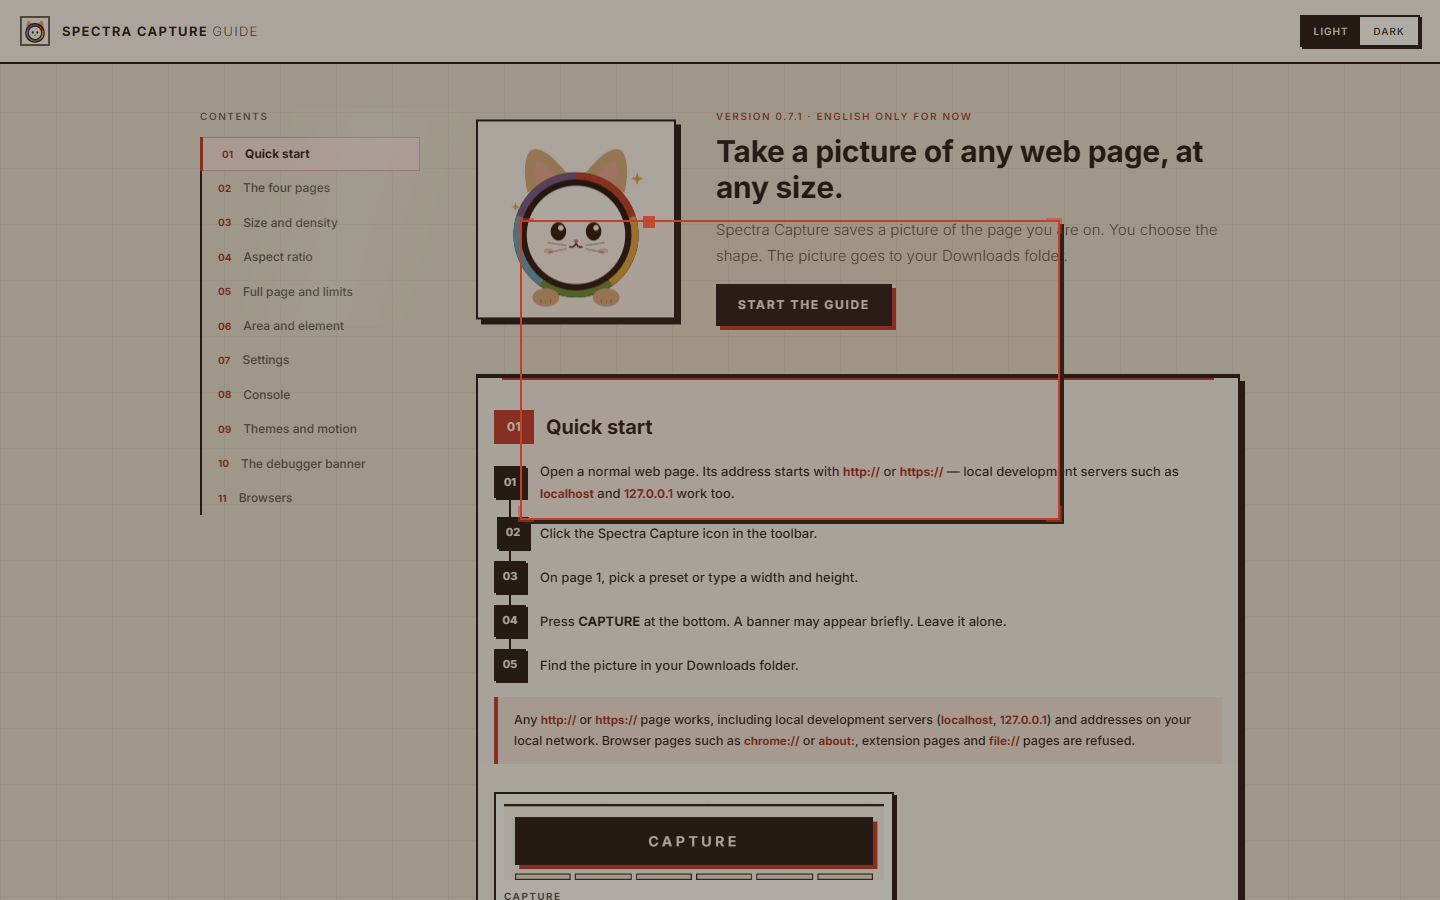 SPECTRA CAPTURE GUIDE
LIGHT
DARK
CONTENTS
01 Quick start
02 The four pages
03 Size and density
04 Aspect ratio
05 Full page and limits
06 Area and element
07 Settings
08 Console
09 Themes and motion
10 The debugger banner
11 Browsers
VERSION 0.7.1 · ENGLISH ONLY FOR NOW
Take a picture of any web page, at
any size.
Spectra Capture saves a picture of the page you are on. You choose the
shape. The picture goes to your Downloads folder.
START THE GUIDE
01 Quick start
01 Open a normal web page. Its address starts with http:// or https:// — local development servers such as
localhost and 127.0.0.1 work too.
02 Click the Spectra Capture icon in the toolbar.
03 On page 1, pick a preset or type a width and height.
04 Press CAPTURE at the bottom. A banner may appear briefly. Leave it alone.
05 Find the picture in your Downloads folder.
Any http:// or https:// page works, including local development servers (localhost, 127.0.0.1) and addresses on your
local network. Browser pages such as chrome:// or about:, extension pages and file:// pages are refused.
CAPTURE
CAPTURE